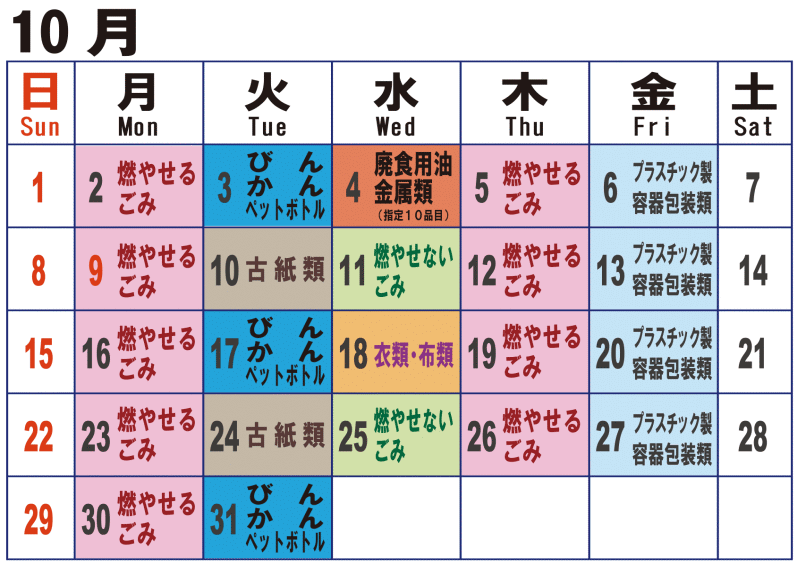 10 月
日 月 火 水 木 金 土
Sun Mon Tue Wed Thu Fri Sat
1
2 燃やせる
ごみ
3 びん
かん
ペットボトル
4 廃食用油
金属類
(指定10品目)
5 燃やせる
ごみ
6 プラスチック製
容器包装類
7
8
9 燃やせる
ごみ
10 古紙類
11 燃やせない
ごみ
12 燃やせる
ごみ
13 プラスチック製
容器包装類
14
15
16 燃やせる
ごみ
17 びん
かん
ペットボトル
18 衣類・布類
19 燃やせる
ごみ
20 プラスチック製
容器包装類
21
22
23 燃やせる
ごみ
24 古紙類
25 燃やせない
ごみ
26 燃やせる
ごみ
27 プラスチック製
容器包装類
28
29
30 燃やせる
ごみ
31 びん
かん
ペットボトル